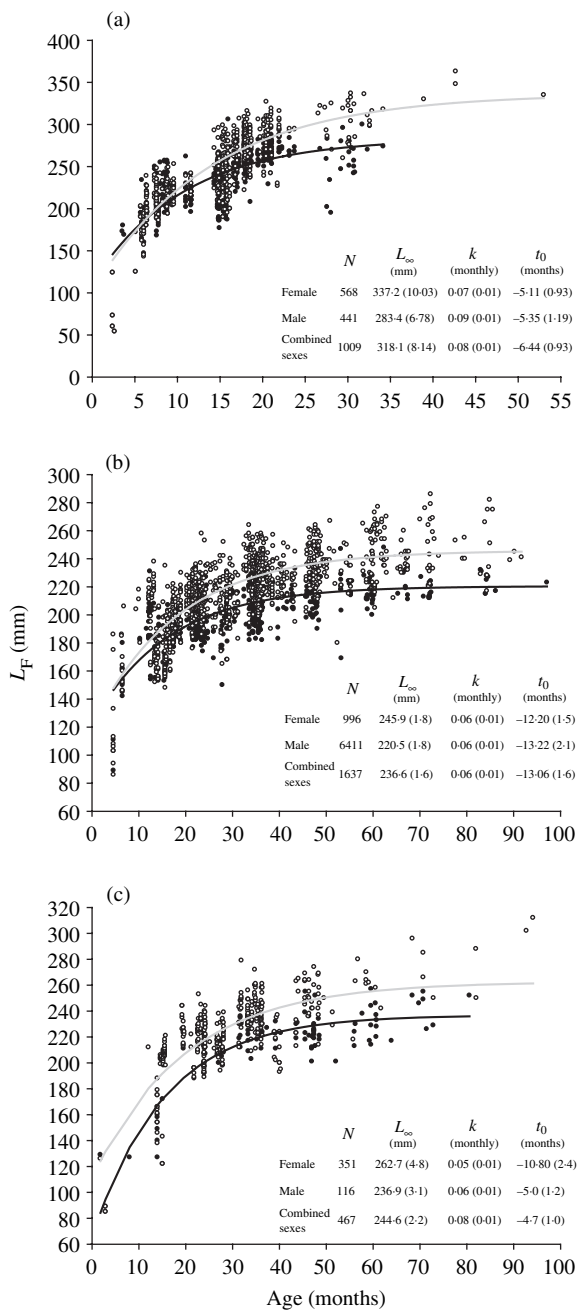 (a)
400
350
300
250
200
150
100
50
0
N L∞ k t0
(mm) (monthly) (months)
Female 568 337·2 (10·03) 0·07 (0·01) –5·11 (0·93)
Male 441 283·4 (6·78) 0·09 (0·01) –5·35 (1·19)
Combined sexes 1009 318·1 (8·14) 0·08 (0·01) –6·44 (0·93)
0 5 10 15 20 25 30 35 40 45 50 55
(b)
300
280
260
240
220
200
180
160
140
120
100
80
60
LF (mm)
N L∞ k t0
(mm) (monthly) (months)
Female 996 245·9 (1·8) 0·06 (0·01) –12·20 (1·5)
Male 6411 220·5 (1·8) 0·06 (0·01) –13·22 (2·1)
Combined sexes 1637 236·6 (1·6) 0·06 (0·01) –13·06 (1·6)
0 10 20 30 40 50 60 70 80 90 100
(c)
320
300
280
260
240
220
200
180
160
140
120
100
80
60
N L∞ k t0
(mm) (monthly) (months)
Female 351 262·7 (4·8) 0·05 (0·01) –10·80 (2·4)
Male 116 236·9 (3·1) 0·06 (0·01) –5·0 (1·2)
Combined sexes 467 244·6 (2·2) 0·08 (0·01) –4·7 (1·0)
0 10 20 30 40 50 60 70 80 90 100
Age (months)